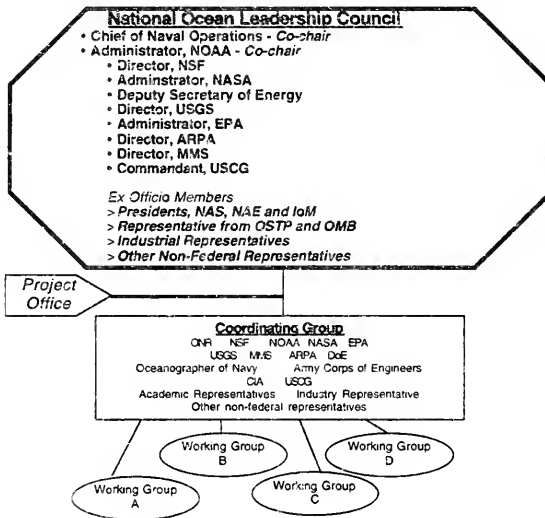 National Ocean Leadership Council
• Chief of Naval Operations - Co-chair
• Administrator, NOAA - Co-chair
• Director, NSF
• Adminstrator, NASA
• Deputy Secretary of Energy
• Director, USGS
• Administrator, EPA
• Director, ARPA
• Director, MMS
• Commandant, USCG
Ex Officio Members
> Presidents, NAS, NAE and IoM
> Representative from OSTP and OMB
> Industrial Representatives
> Other Non-Federal Representatives
Project
Office
Coordinating Group
ONR NSF NOAA NASA EPA
USGS MMS ARPA DoE
Oceanographer of Navy Army Corps of Engineers
CIA USCG
Academic Representatives Industry Representative
Other non-federal representatives
Working Group
A
Working Group
B
Working Group
C
Working Group
D